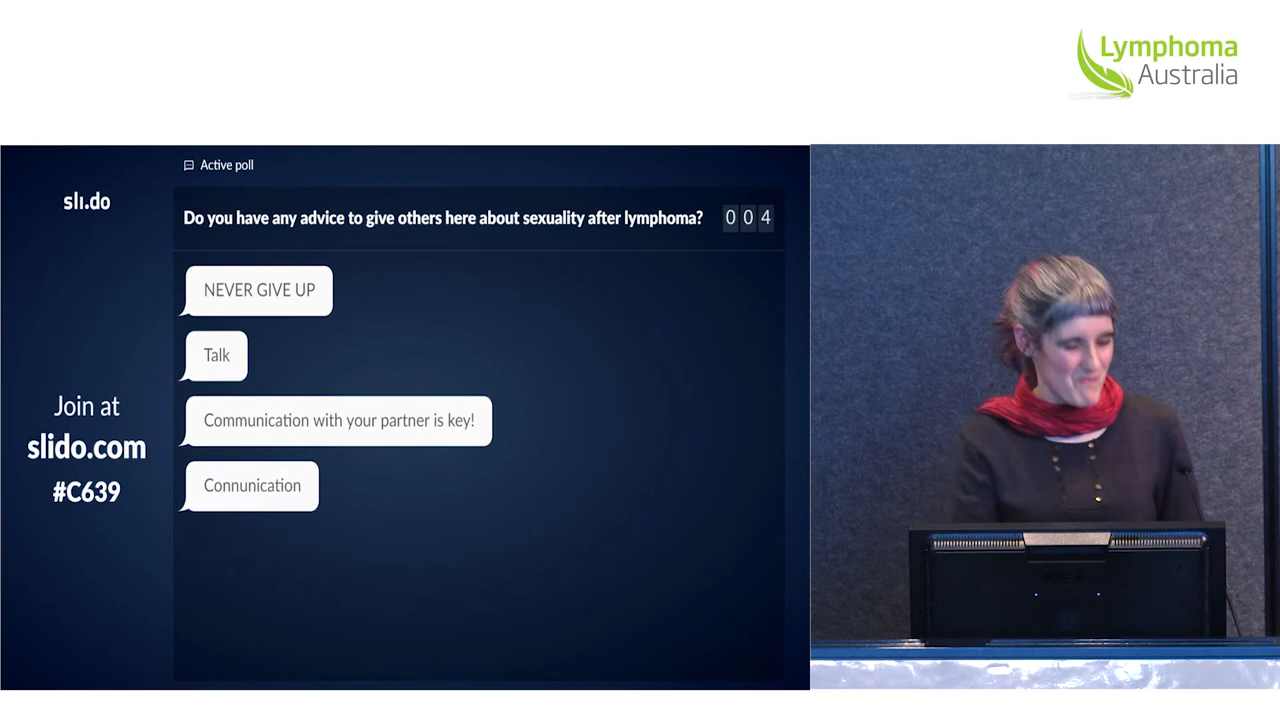 Lymphoma
Australia
Active poll
sli.do
Do you have any advice to give others here about sexuality after lymphoma?
0 0 4
NEVER GIVE UP
Talk
Communication with your partner is key!
Connunication
Join at
slido.com
#C639